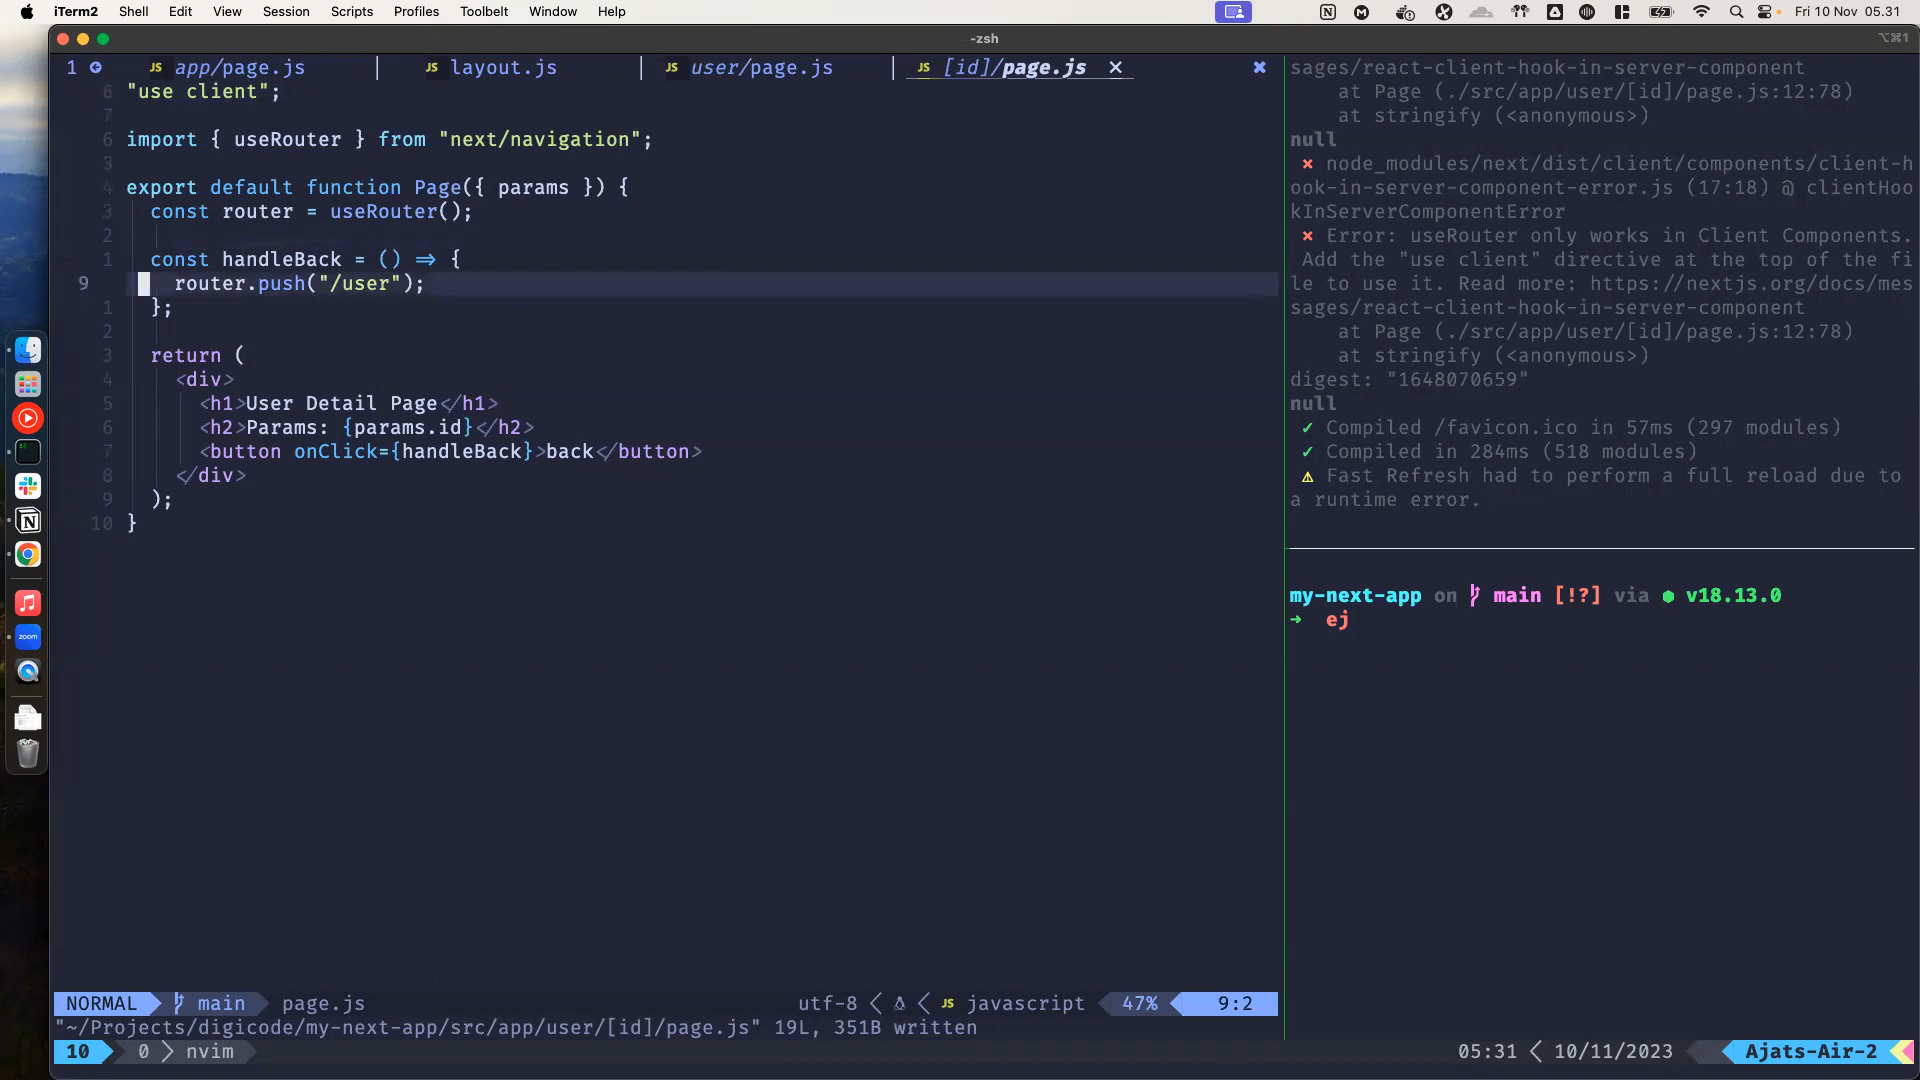 iTerm2 Shell Edit View Session Scripts Profiles Toolbelt Window Help Fri 10 Nov 05.31
-zsh ⌥⌘1
1 JS app/page.js JS layout.js JS user/page.js JS [id]/page.js
6 "use client";
7
6 import { useRouter } from "next/navigation";
3
4 export default function Page({ params }) {
3 const router = useRouter();
2
1 const handleBack = () => {
9 router.push("/user");
1 };
2
3 return (
4 <div>
5 <h1>User Detail Page</h1>
6 <h2>Params: {params.id}</h2>
7 <button onClick={handleBack}>back</button>
8 </div>
9 );
10 }
NORMAL main page.js utf-8 JS javascript 47% 9:2
"~/Projects/digicode/my-next-app/src/app/user/[id]/page.js" 19L, 351B written
sages/react-client-hook-in-server-component
at Page (./src/app/user/[id]/page.js:12:78)
at stringify (<anonymous>)
null
⨯ node_modules/next/dist/client/components/client-h
ook-in-server-component-error.js (17:18) @ clientHoo
kInServerComponentError
⨯ Error: useRouter only works in Client Components.
Add the "use client" directive at the top of the fi
le to use it. Read more: https://nextjs.org/docs/mes
sages/react-client-hook-in-server-component
at Page (./src/app/user/[id]/page.js:12:78)
at stringify (<anonymous>)
digest: "1648070659"
null
✓ Compiled /favicon.ico in 57ms (297 modules)
✓ Compiled in 284ms (518 modules)
⚠ Fast Refresh had to perform a full reload due to
a runtime error.
my-next-app on main [!?] via ⬢ v18.13.0
➜ ej
10 0 nvim 05:31 10/11/2023 Ajats-Air-2
zoom